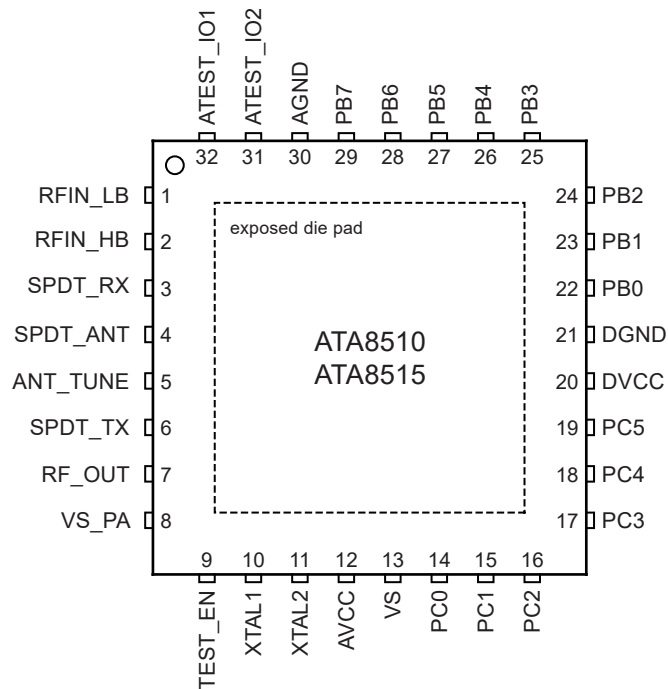 ATEST_IO1
ATEST_IO2
AGND
PB7
PB6
PB5
PB4
PB3
32 31 30 29 28 27 26 25
RFIN_LB 1
RFIN_HB 2
SPDT_RX 3
SPDT_ANT 4
ANT_TUNE 5
SPDT_TX 6
RF_OUT 7
VS_PA 8
exposed die pad
ATA8510
ATA8515
24 PB2
23 PB1
22 PB0
21 DGND
20 DVCC
19 PC5
18 PC4
17 PC3
9 10 11 12 13 14 15 16
TEST_EN
XTAL1
XTAL2
AVCC
VS
PC0
PC1
PC2